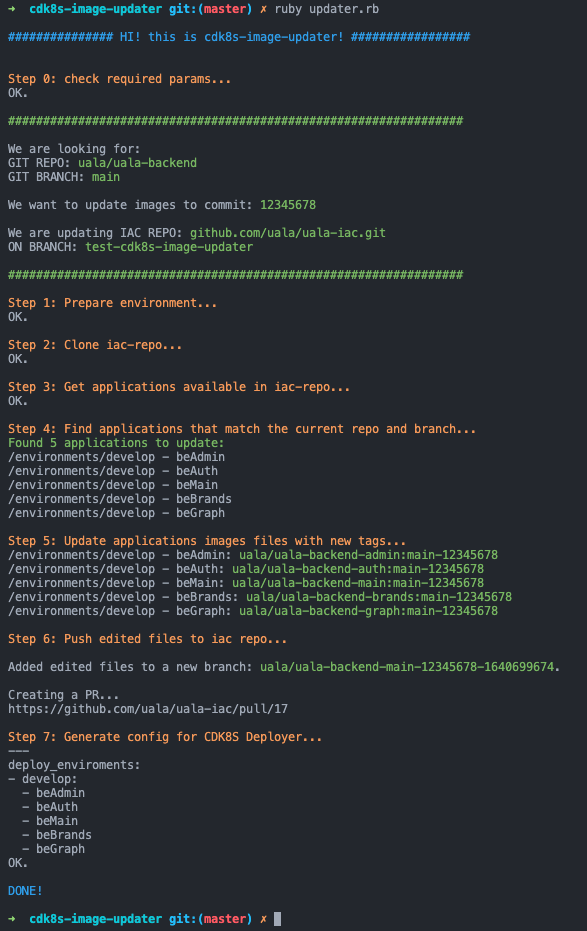 ➜ cdk8s-image-updater git:(master) ✗ ruby updater.rb
############### HI! this is cdk8s-image-updater! #################
Step 0: check required params...
OK.
#################################################################
We are looking for:
GIT REPO: uala/uala-backend
GIT BRANCH: main
We want to update images to commit: 12345678
We are updating IAC REPO: github.com/uala/uala-iac.git
ON BRANCH: test-cdk8s-image-updater
#################################################################
Step 1: Prepare environment...
OK.
Step 2: Clone iac-repo...
OK.
Step 3: Get applications available in iac-repo...
OK.
Step 4: Find applications that match the current repo and branch...
Found 5 applications to update:
/environments/develop - beAdmin
/environments/develop - beAuth
/environments/develop - beMain
/environments/develop - beBrands
/environments/develop - beGraph
Step 5: Update applications images files with new tags...
/environments/develop - beAdmin: uala/uala-backend-admin:main-12345678
/environments/develop - beAuth: uala/uala-backend-auth:main-12345678
/environments/develop - beMain: uala/uala-backend-main:main-12345678
/environments/develop - beBrands: uala/uala-backend-brands:main-12345678
/environments/develop - beGraph: uala/uala-backend-graph:main-12345678
Step 6: Push edited files to iac repo...
Added edited files to a new branch: uala/uala-backend-main-12345678-1640699674.
Creating a PR...
https://github.com/uala/uala-iac/pull/17
Step 7: Generate config for CDK8S Deployer...
---
deploy_enviroments:
- develop:
  - beAdmin
  - beAuth
  - beMain
  - beBrands
  - beGraph
OK.
DONE!
➜ cdk8s-image-updater git:(master) ✗